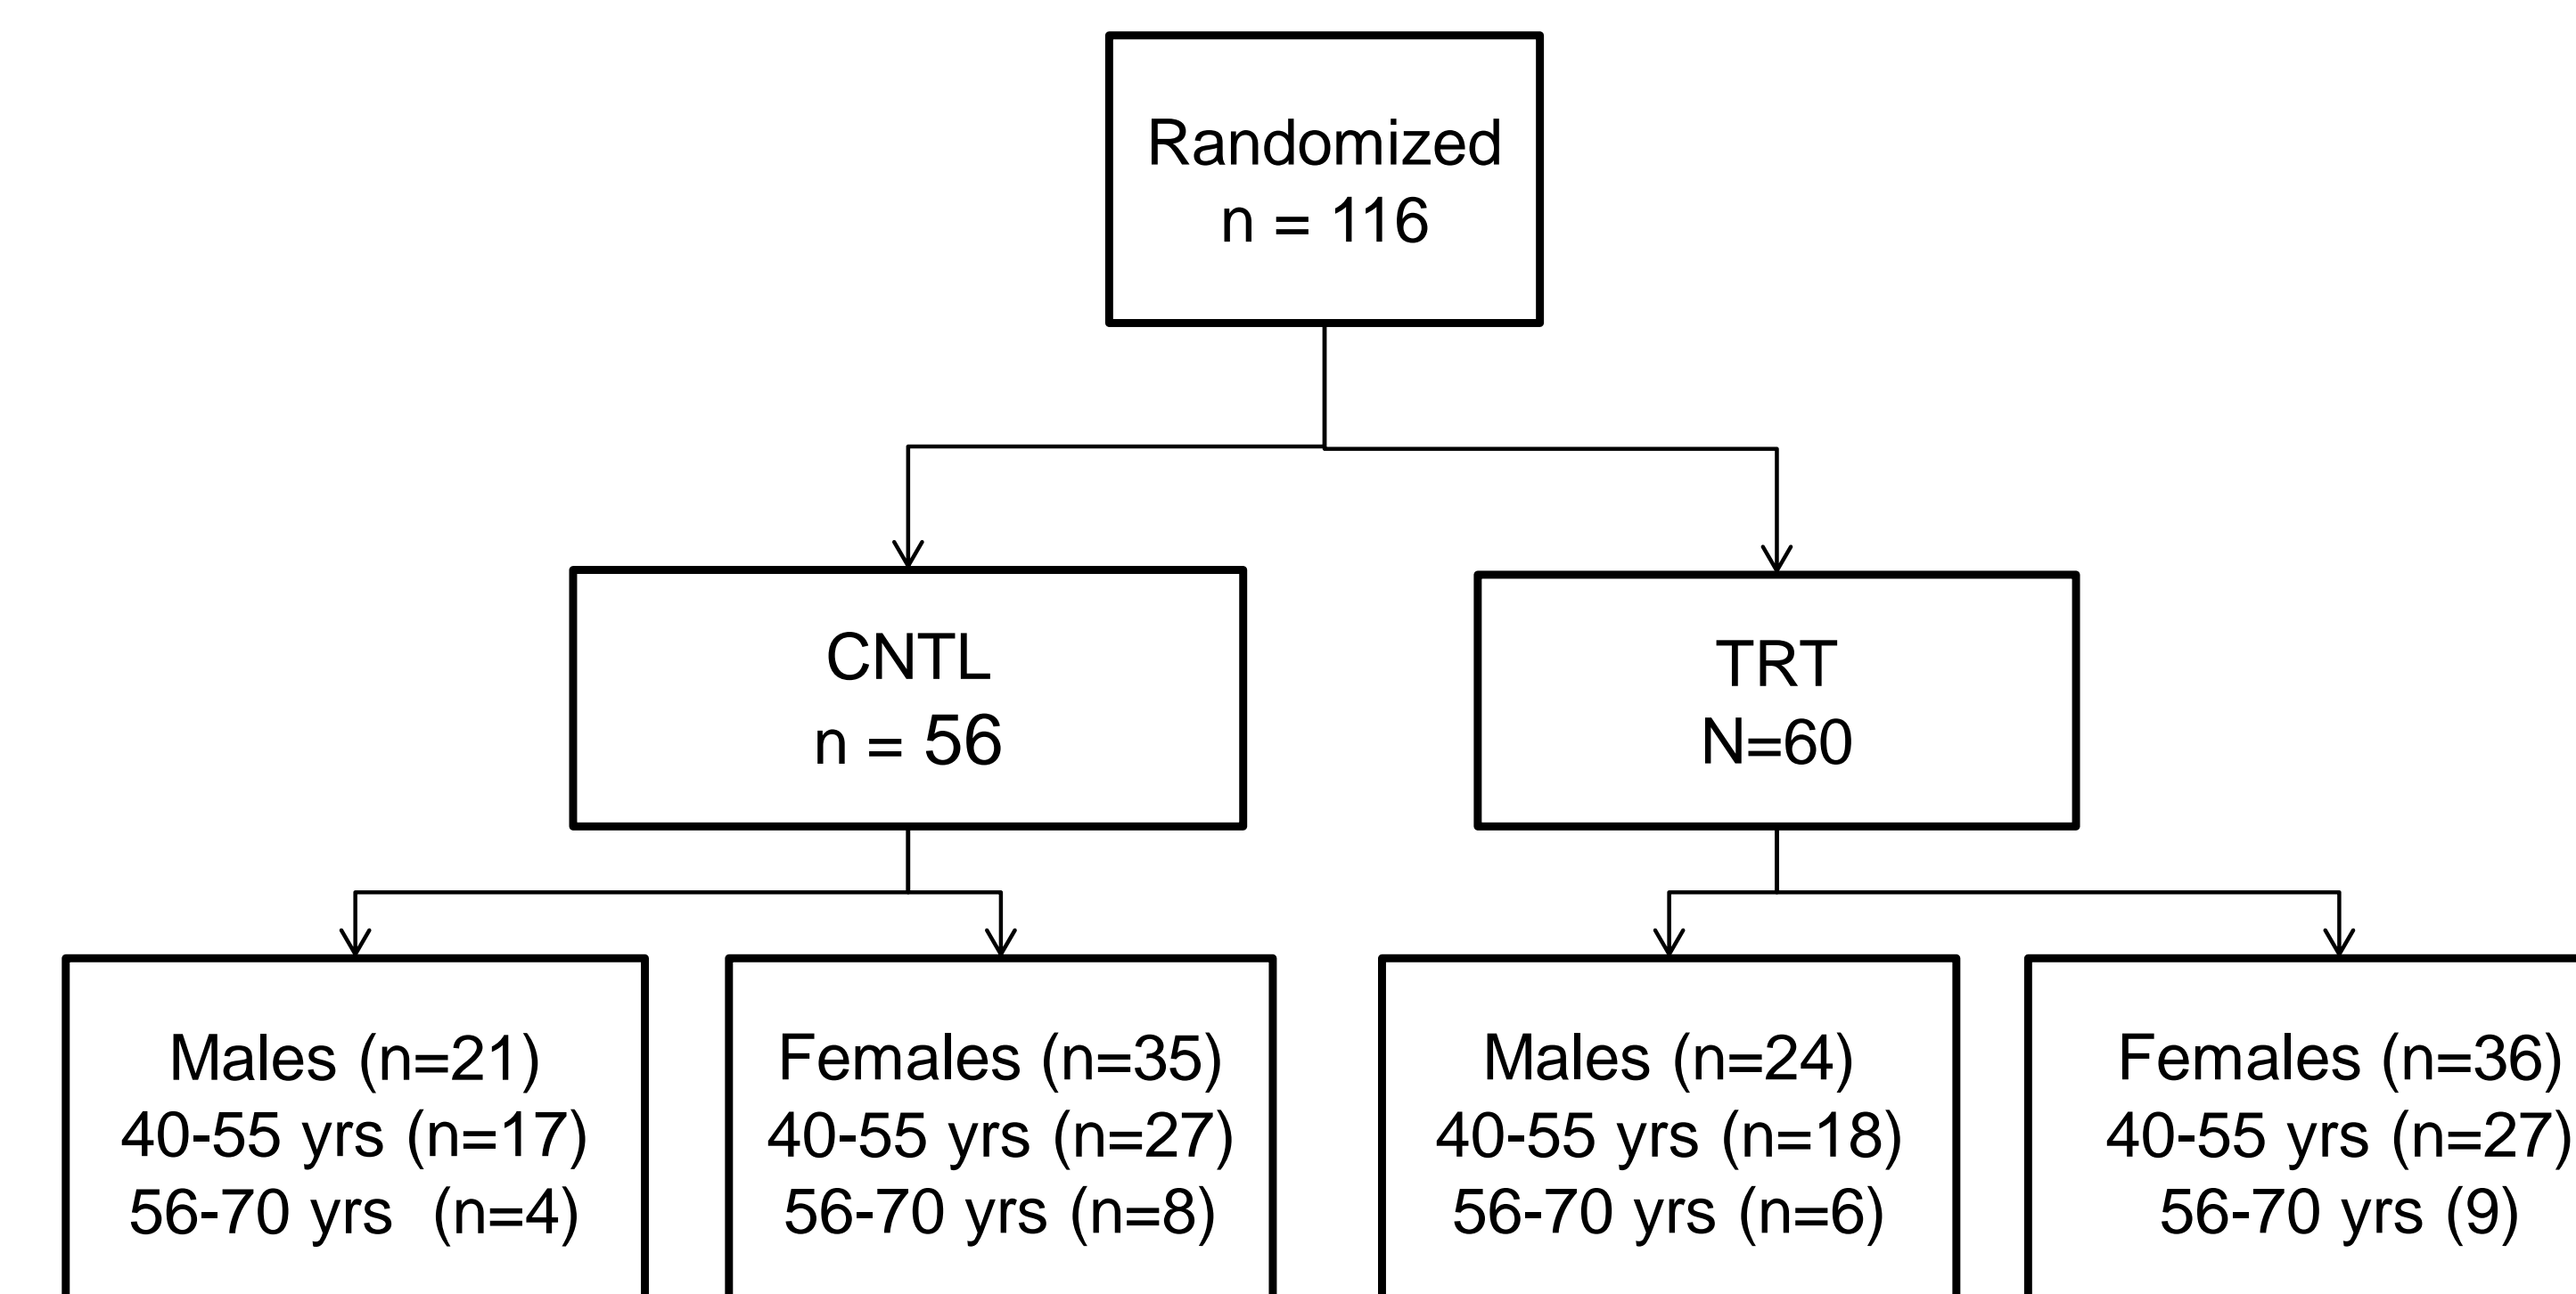 Randomized
n = 116
CNTL
n = 56
TRT
N=60
Males (n=21)
40-55 yrs (n=17)
56-70 yrs  (n=4)
Females (n=35)
40-55 yrs (n=27)
56-70 yrs (n=8)
Males (n=24)
40-55 yrs (n=18)
56-70 yrs (n=6)
Females (n=36)
40-55 yrs (n=27)
56-70 yrs (9)